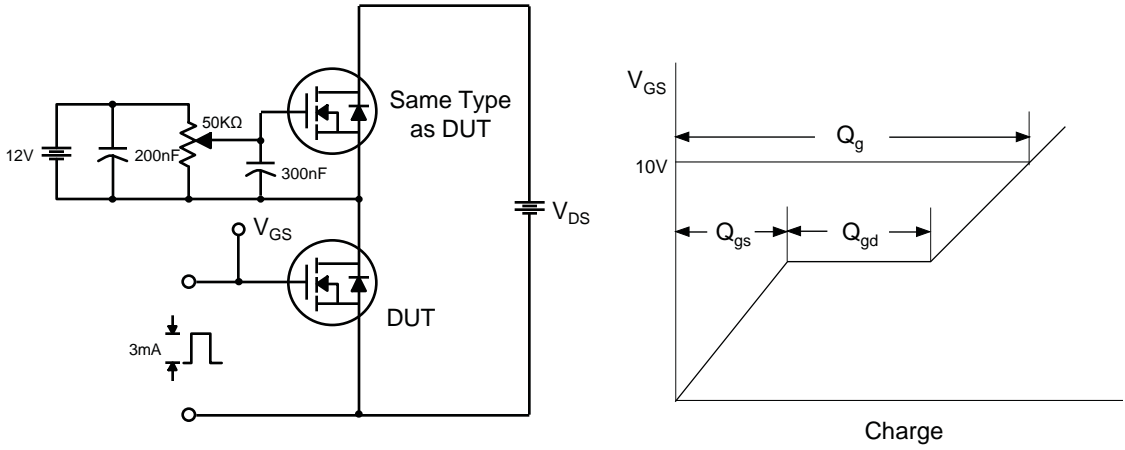 12V
200nF
50KΩ
300nF
Same Type
as DUT
V_DS
V_GS
DUT
3mA
V_GS
10V
Q_g
Q_gs
Q_gd
Charge